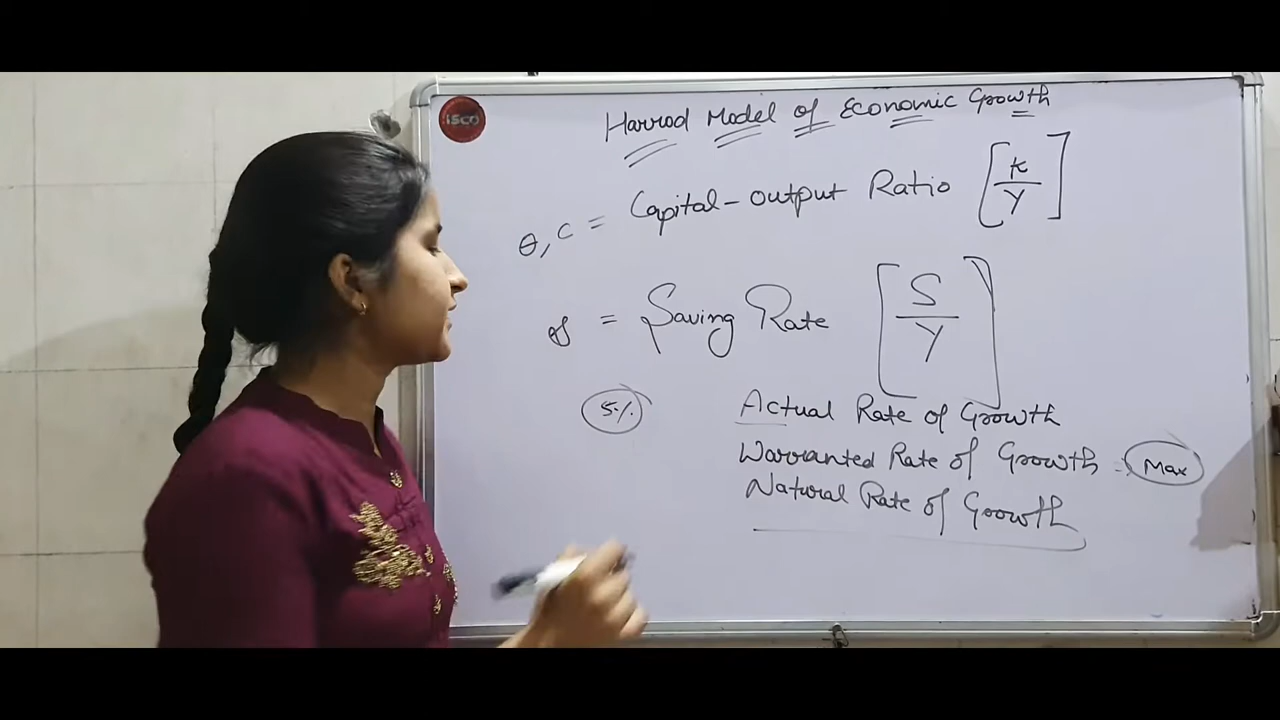 isco
Harrod Model of Economic Growth
θ, c = Capital-output Ratio [K/Y]
s = Saving Rate [S/Y]
5% Actual Rate of Growth
Warranted Rate of Growth = Max
Natural Rate of Growth